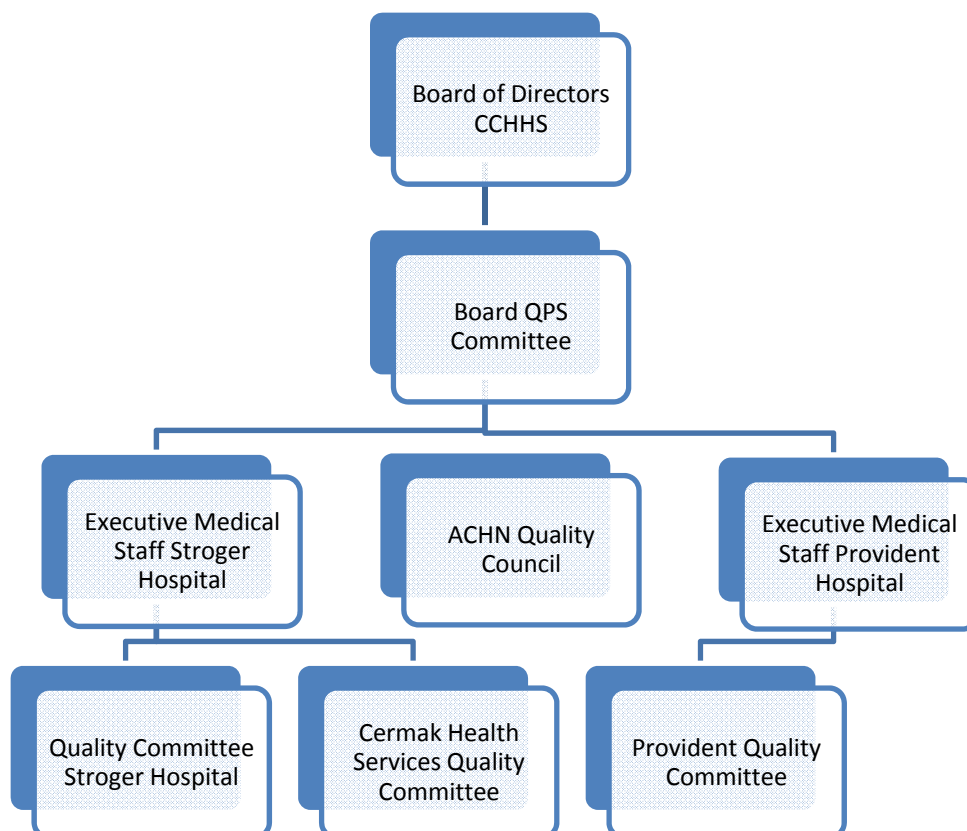 Board of Directors
CCHHS
Board QPS
Committee
Executive Medical
Staff Stroger
Hospital
ACHN Quality
Council
Executive Medical
Staff Provident
Hospital
Quality Committee
Stroger Hospital
Cermak Health
Services Quality
Committee
Provident Quality
Committee